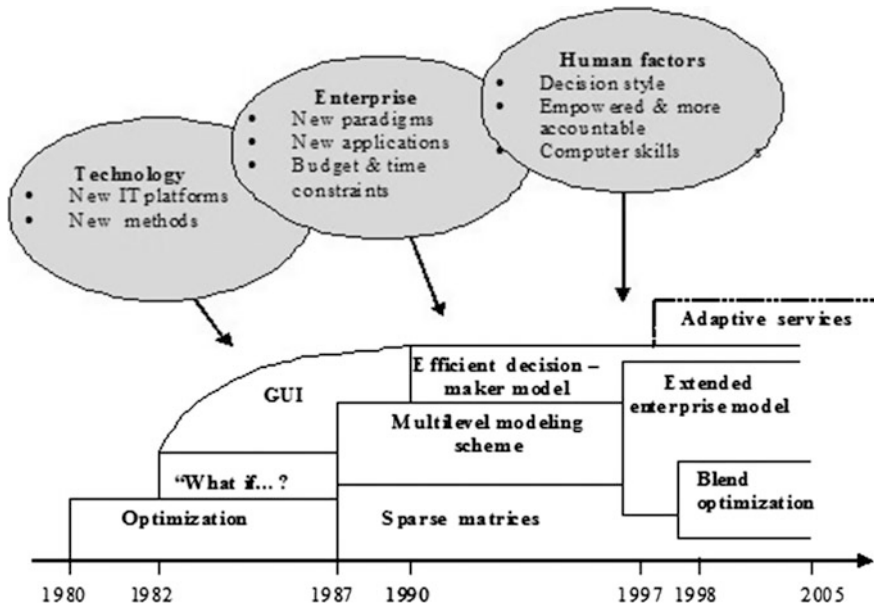 Human factors
• Decision style
• Empowered & more
accountable
• Computer skills s
Enterprise
• New paradigms
• New applications
• Budget & time
constraints
Technology
• New IT platforms
• New methods
Adaptive services
GUI
Efficient decision –
maker model
Extended
enterprise model
Multilevel modeling
scheme
“What if... ?
Blend
optimization
Optimization
Sparse matrices
1980 1982 1987 1990 1997 1998 2005